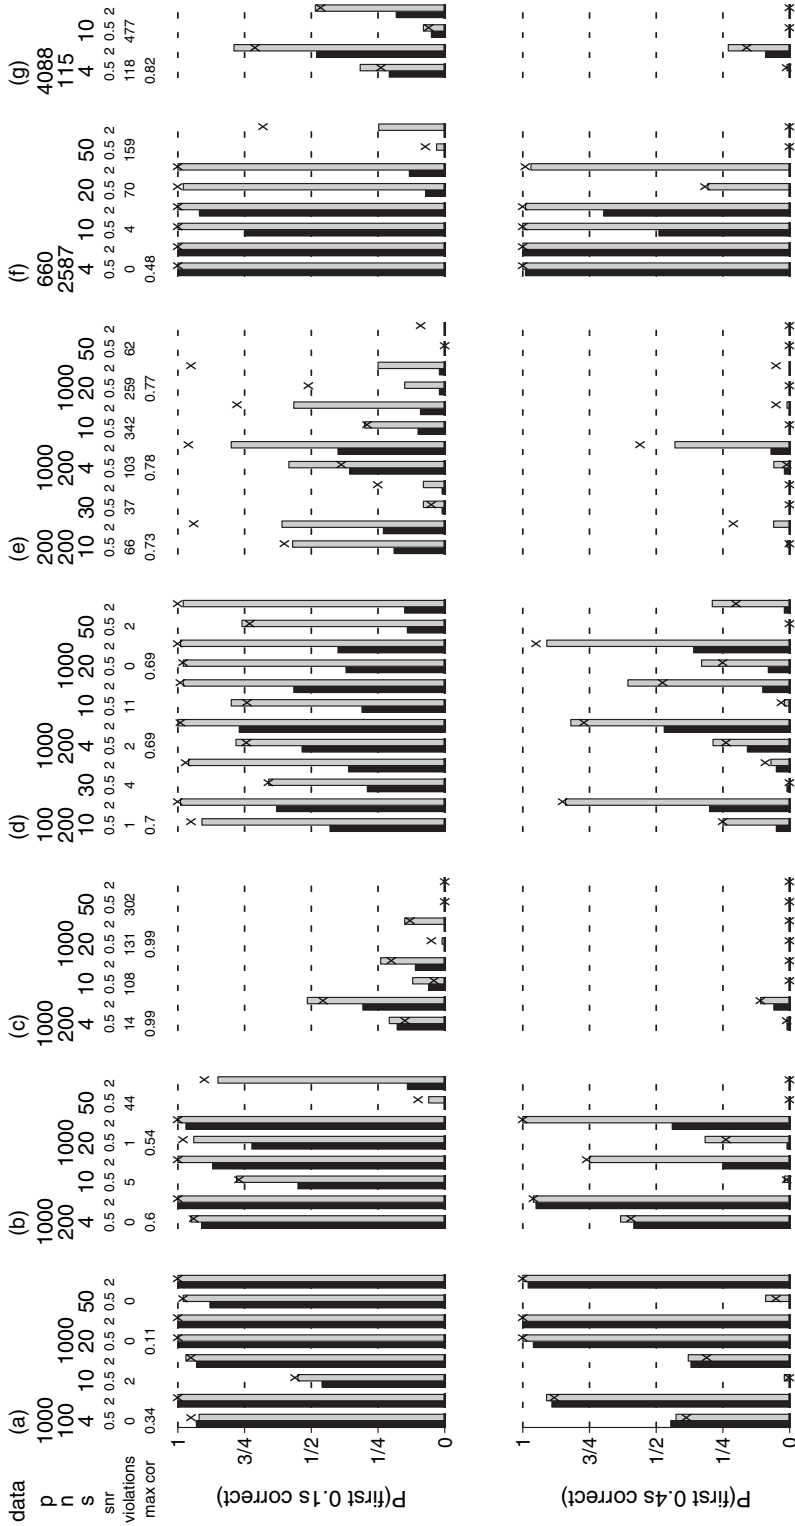 data (a) (b) (c) (d) (e) (f) (g)
p 1000 1000 1000 100 1000 200 1000 660 4088
n 100 1000 200 1000 200 1000 200 200 1000 200 200 1000 2587 115
s 4 10 20 50 4 10 20 50 4 10 20 50 10 30 4 10 20 50 10 30 4 10 20 50 4 10 20 50 4 10
snr 0.5 2 0.5 2 0.5 2 0.5 2 0.5 2 0.5 2 0.5 2 0.5 2 0.5 2 0.5 2 0.5 2 0.5 2 0.5 2 0.5 2 0.5 2 0.5 2 0.5 2 0.5 2 0.5 2 0.5 2 0.5 2 0.5 2 0.5 2 0.5 2 0.5 2 0.5 2 0.5 2 0.5 2 0.5 2 0.5 2
violations 0 2 0 0 0 5 1 44 14 108 131 302 1 4 2 11 0 2 66 37 103 342 259 62 0 4 70 159 118 477
max cor 0.34 0.11 0.6 0.54 0.99 0.99 0.7 0.69 0.69 0.73 0.78 0.77 0.48 0.82
P(first 0.1s correct)
1
3/4
1/2
1/4
0
P(first 0.4s correct)
1
3/4
1/2
1/4
0